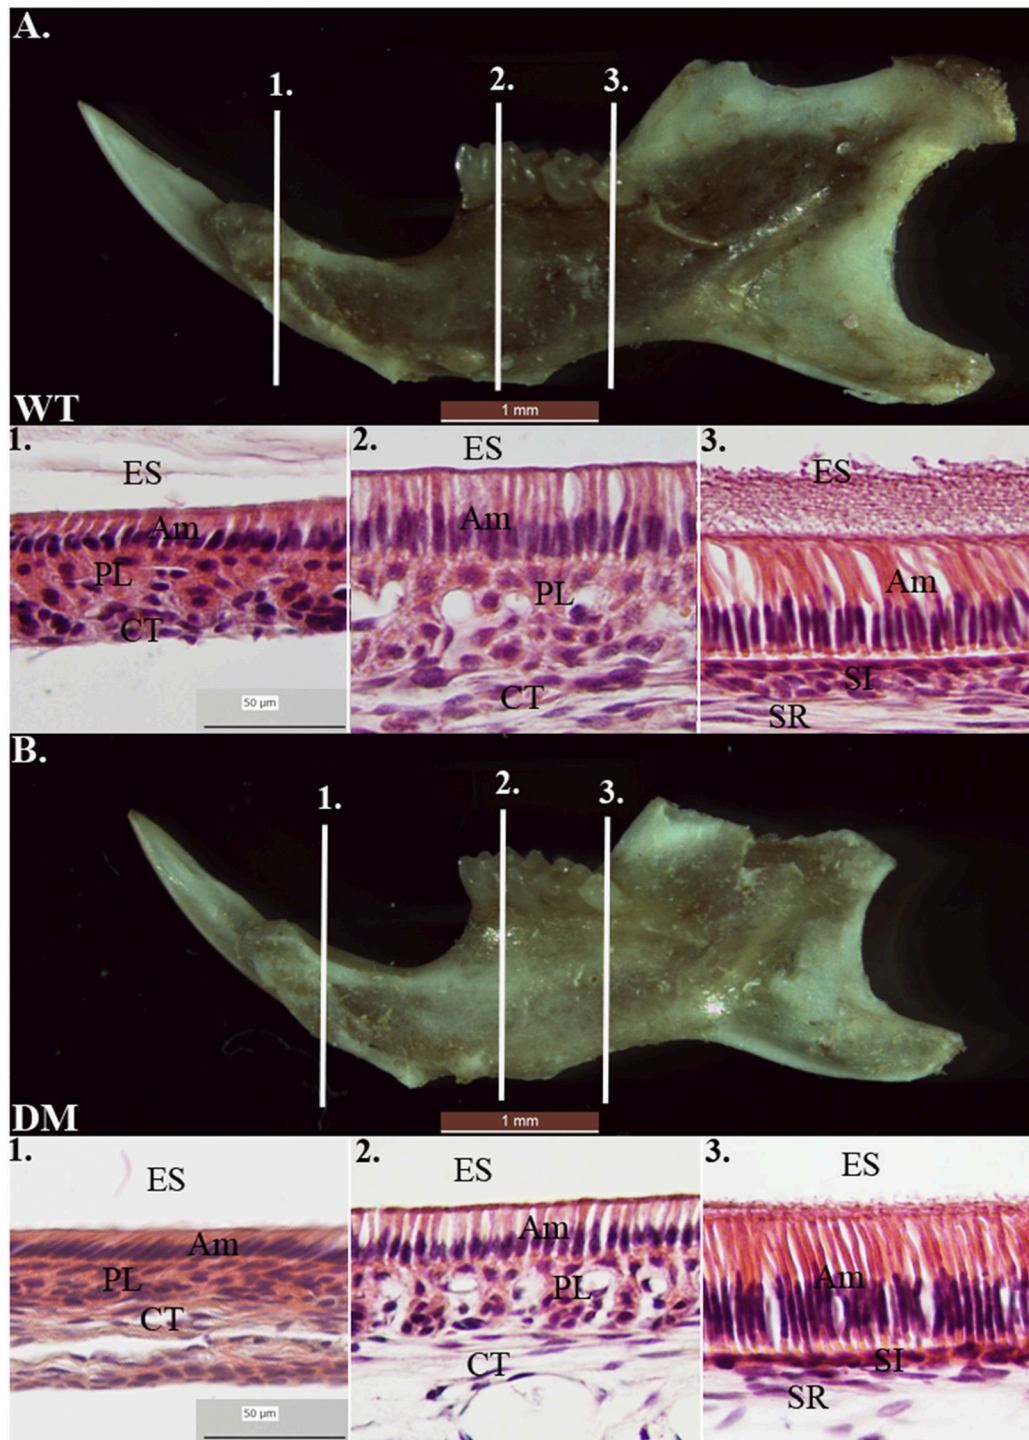 A.
1. 2. 3.
WT
1 mm
1. 2. 3.
ES ES ES
Am Am Am
PL PL SI
CT CT SR
50 µm
B.
1. 2. 3.
DM
1 mm
1. 2. 3.
ES ES ES
Am Am Am
PL PL SI
CT CT SR
50 µm